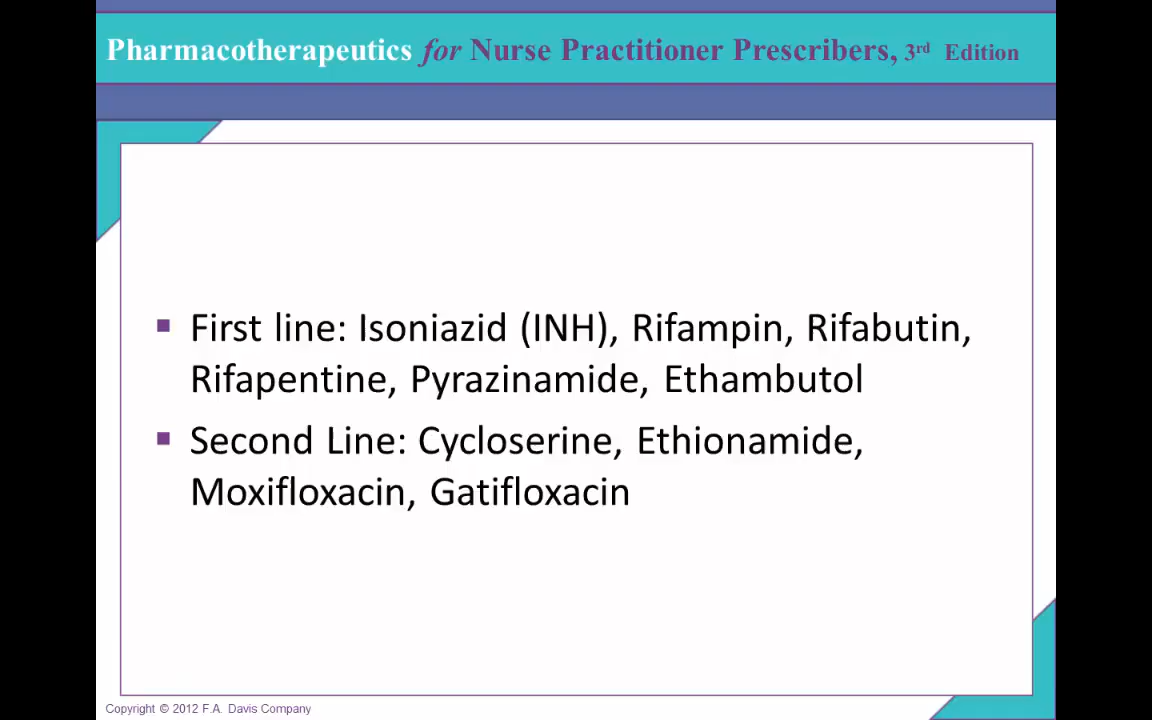 Pharmacotherapeutics for Nurse Practitioner Prescribers, 3rd Edition
▪ First line: Isoniazid (INH), Rifampin, Rifabutin,
Rifapentine, Pyrazinamide, Ethambutol
▪ Second Line: Cycloserine, Ethionamide,
Moxifloxacin, Gatifloxacin
Copyright © 2012 F.A. Davis Company